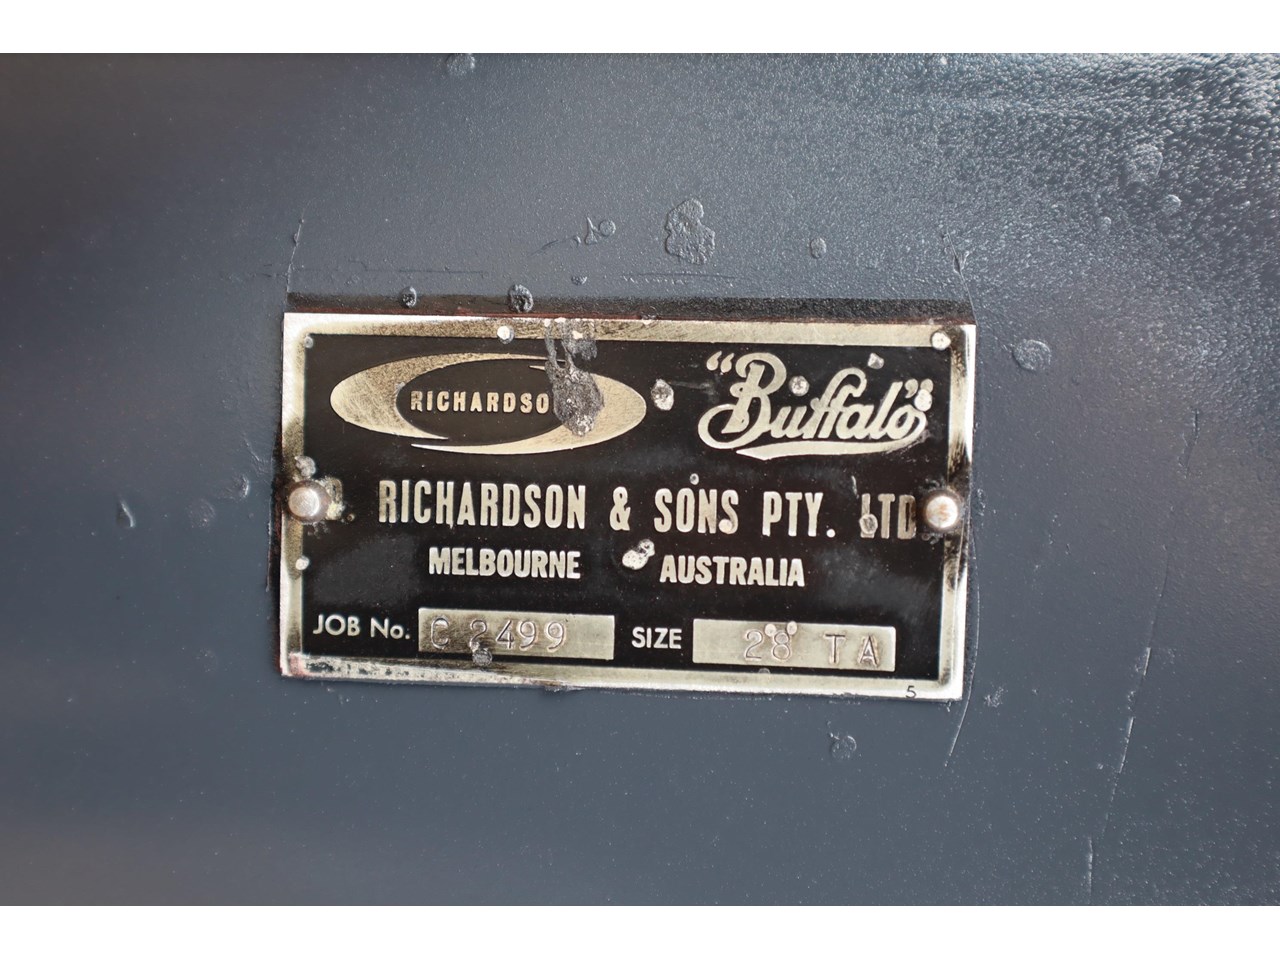 RICHARDSO
"Buffalo"
RICHARDSON & SONS PTY. LTD
MELBOURNE AUSTRALIA
JOB No. C 2499 SIZE 28 TA
5